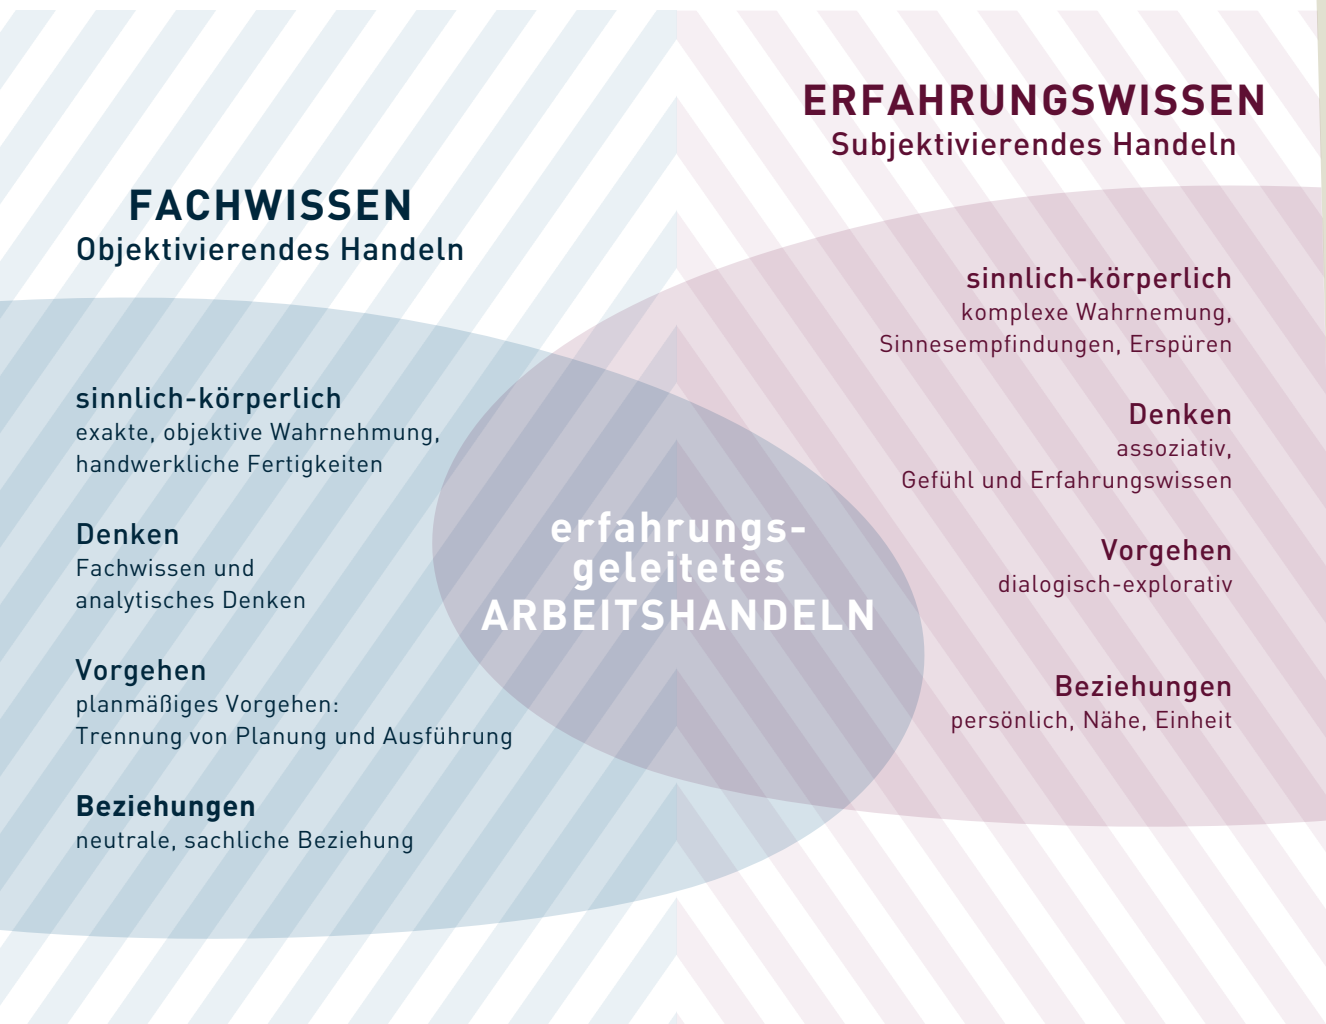 FACHWISSEN
Objektivierendes Handeln
sinnlich-körperlich
exakte, objektive Wahrnehmung,
handwerkliche Fertigkeiten
Denken
Fachwissen und
analytisches Denken
Vorgehen
planmäßiges Vorgehen:
Trennung von Planung und Ausführung
Beziehungen
neutrale, sachliche Beziehung
erfahrungs-
geleitetes
ARBEITSHANDELN
ERFAHRUNGSWISSEN
Subjektivierendes Handeln
sinnlich-körperlich
komplexe Wahrnemung,
Sinnesempfindungen, Erspüren
Denken
assoziativ,
Gefühl und Erfahrungswissen
Vorgehen
dialogisch-explorativ
Beziehungen
persönlich, Nähe, Einheit